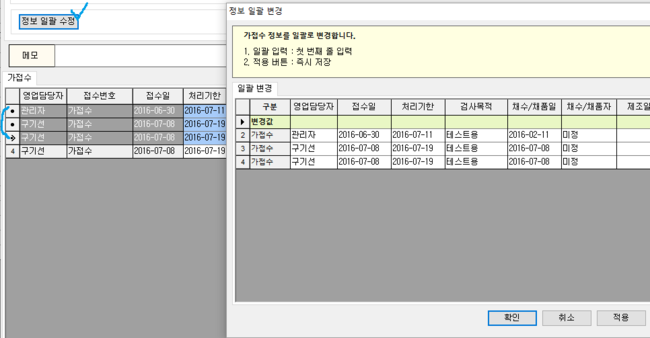 정보 일괄 수정
메모
가접수
영업담당자 접수번호 접수일 처리기한
관리자 가접수 2016-06-30 2016-07-11
구기선 가접수 2016-07-08 2016-07-19
구기선 가접수 2016-07-08 2016-07-19
4 구기선 가접수 2016-07-08 2016-07-19
정보 일괄 변경
가접수 정보를 일괄로 변경합니다.
1. 일괄 입력 : 첫 번째 줄 입력
2. 적용 버튼 : 즉시 저장
일괄 변경
구분 영업담당자 접수일 처리기한 검사목적 채수/채품일 채수/채품자 제조일
변경값
2 가접수 관리자 2016-06-30 2016-07-11 테스트용 2016-02-11 미정
3 가접수 구기선 2016-07-08 2016-07-19 테스트용 2016-07-08 미정
4 가접수 구기선 2016-07-08 2016-07-19 테스트용 2016-07-08 미정
확인 취소 적용